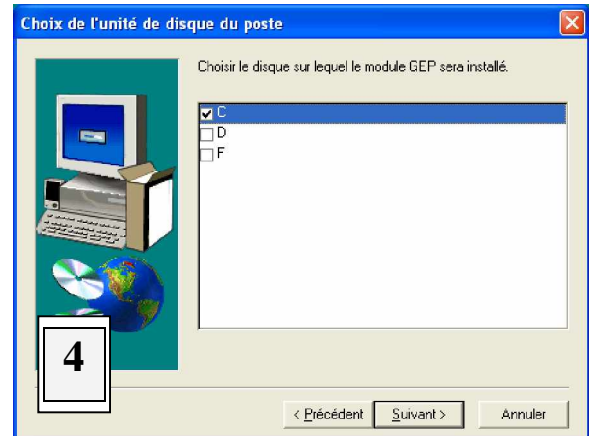 Choix de l'unité de disque du poste
Choisir le disque sur lequel le module GEP sera installé.
C
D
F
4
< Précédent
Suivant >
Annuler